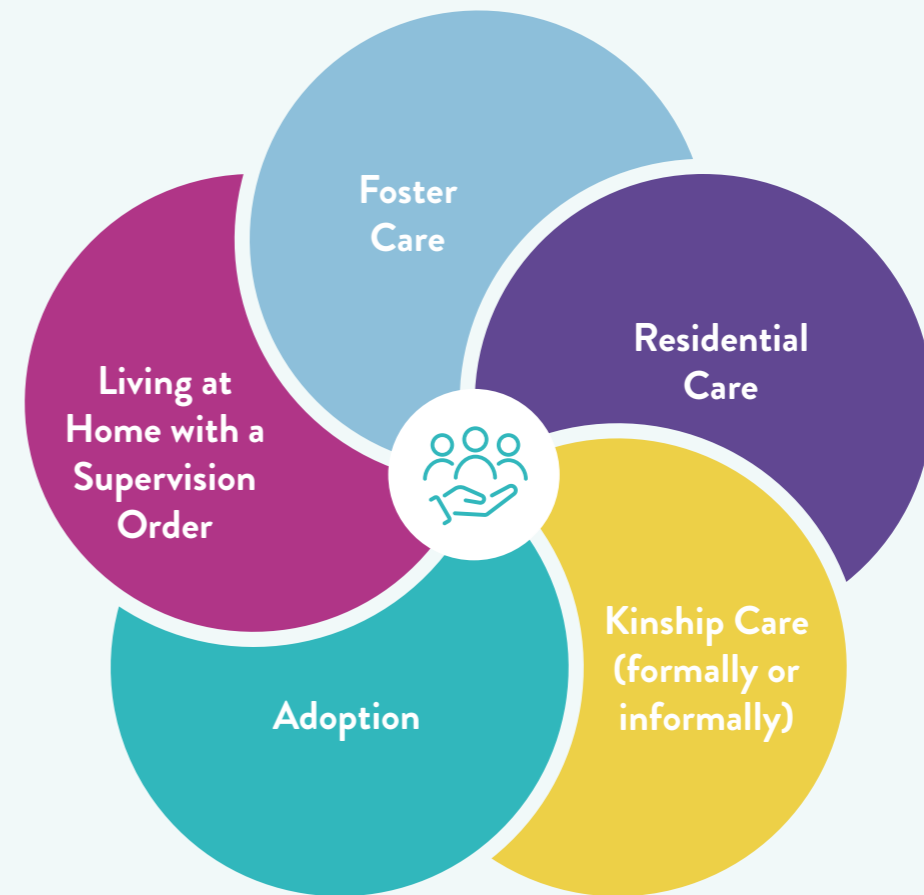 Foster
Care
Residential
Care
Kinship Care
(formally or
informally)
Adoption
Living at
Home with a
Supervision
Order